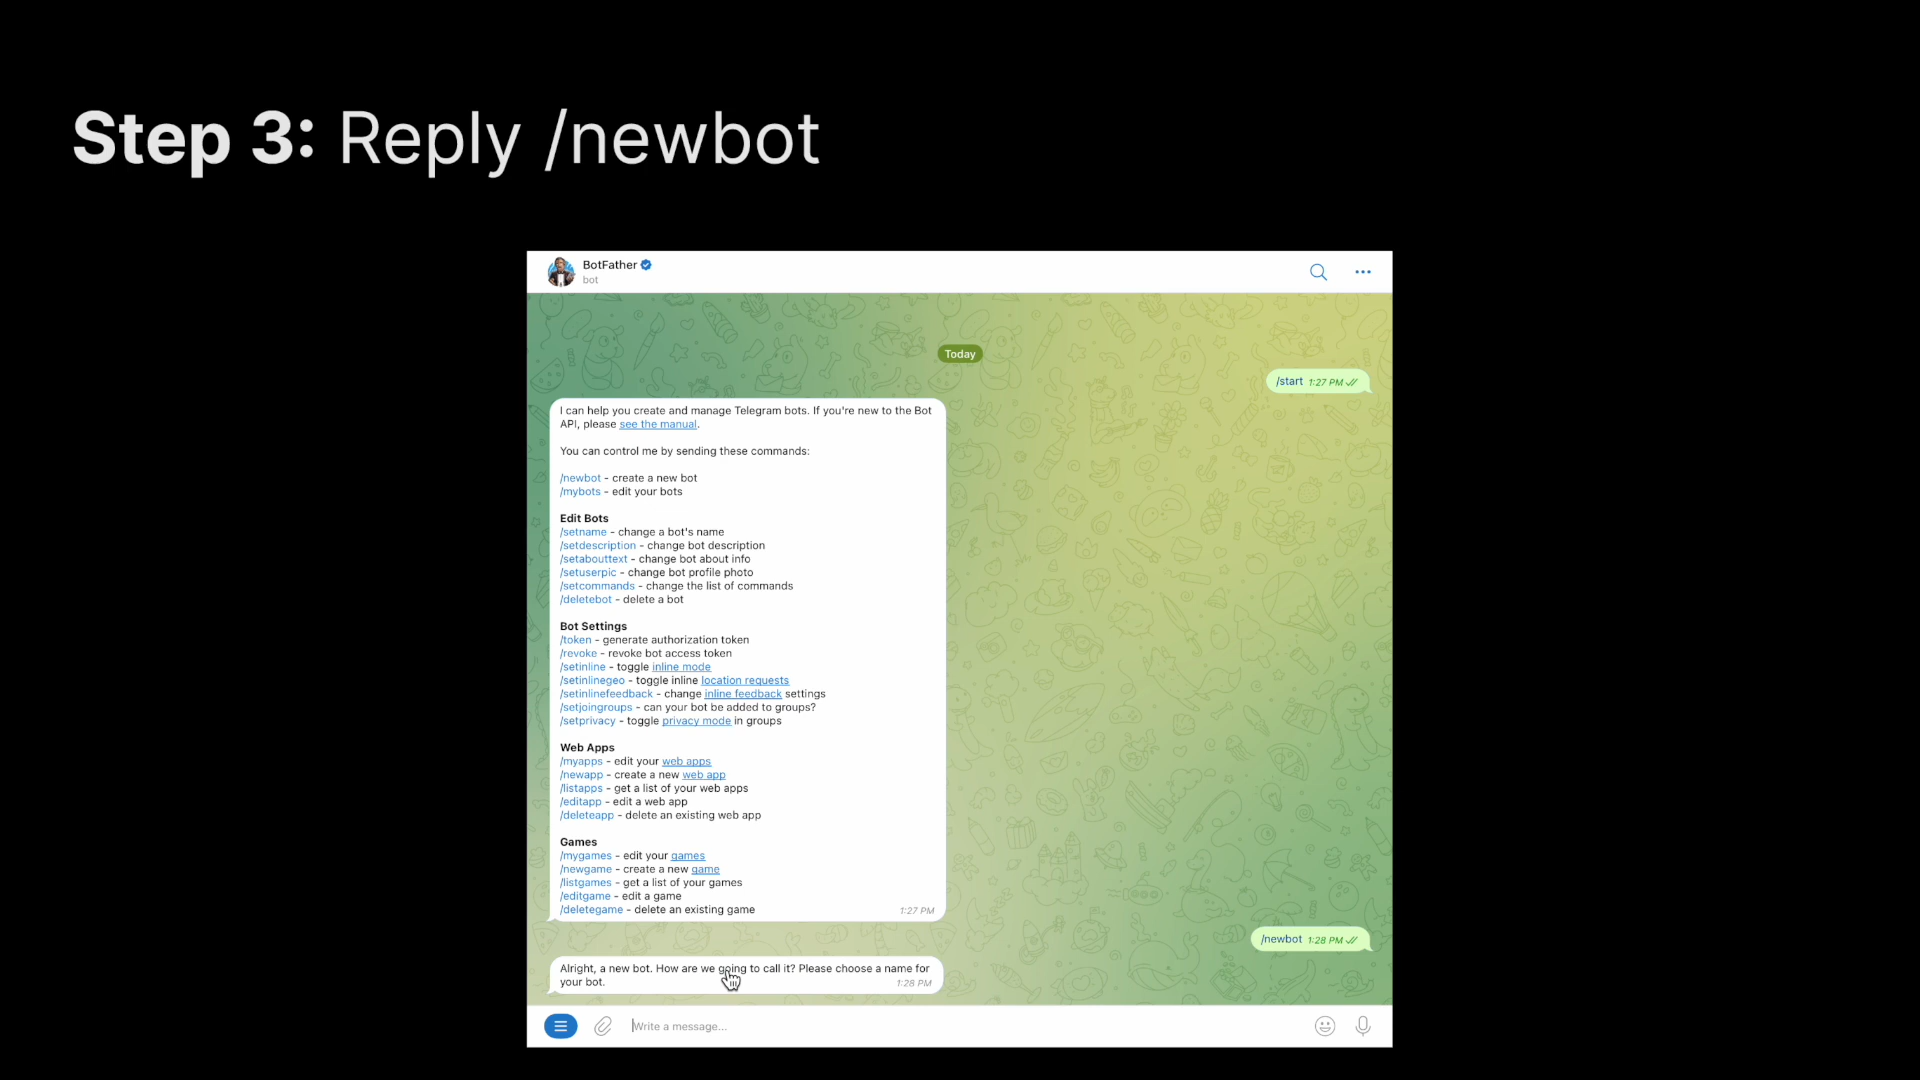 Step 3: Reply /newbot
BotFather
bot
Today
/start 1:27 PM
I can help you create and manage Telegram bots. If you're new to the Bot
API, please see the manual.
You can control me by sending these commands:
/newbot - create a new bot
/mybots - edit your bots
Edit Bots
/setname - change a bot's name
/setdescription - change bot description
/setabouttext - change bot about info
/setuserpic - change bot profile photo
/setcommands - change the list of commands
/deletebot - delete a bot
Bot Settings
/token - generate authorization token
/revoke - revoke bot access token
/setinline - toggle inline mode
/setinlinegeo - toggle inline location requests
/setinlinefeedback - change inline feedback settings
/setjoingroups - can your bot be added to groups?
/setprivacy - toggle privacy mode in groups
Web Apps
/myapps - edit your web apps
/newapp - create a new web app
/listapps - get a list of your web apps
/editapp - edit a web app
/deleteapp - delete an existing web app
Games
/mygames - edit your games
/newgame - create a new game
/listgames - get a list of your games
/editgame - edit a game
/deletegame - delete an existing game
1:27 PM
/newbot 1:28 PM
Alright, a new bot. How are we going to call it? Please choose a name for
your bot.
1:28 PM
Write a message...